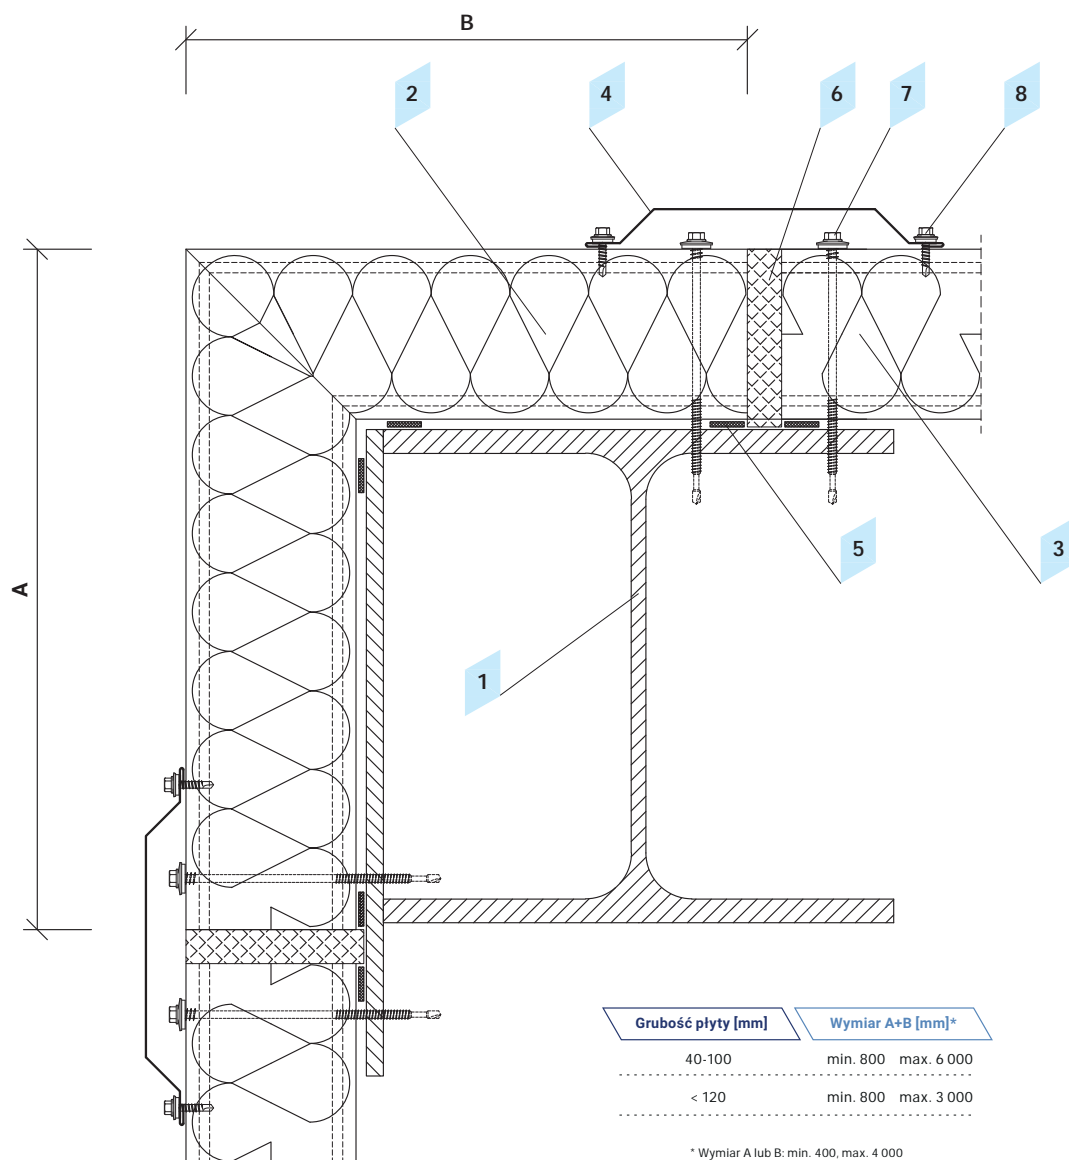 B
2
4
6
7
8
5
3
A
1
Grubość płyty [mm] Wymiar A+B [mm]*
40-100 min. 800 max. 6 000
< 120 min. 800 max. 3 000
* Wymiar A lub B: min. 400, max. 4 000